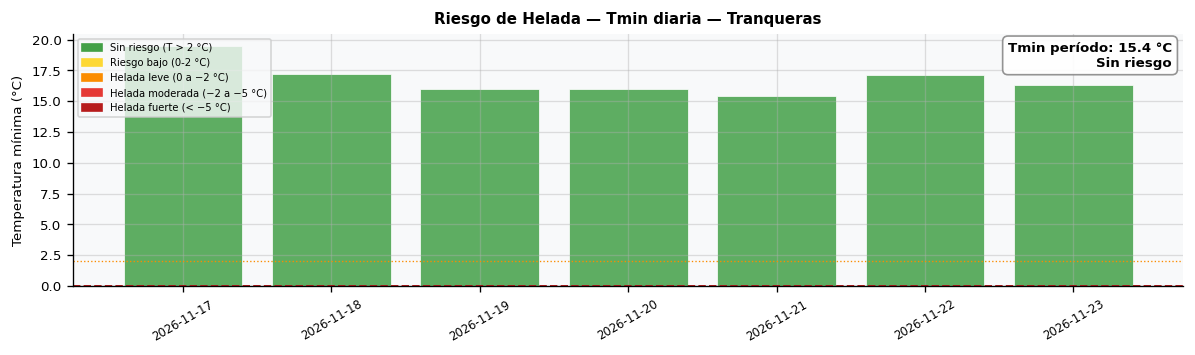 Riesgo de Helada — Tmin diaria — Tranqueras
Temperatura mínima (°C)
20.0
17.5
15.0
12.5
10.0
7.5
5.0
2.5
0.0
Sin riesgo (T > 2 °C)
Riesgo bajo (0-2 °C)
Helada leve (0 a −2 °C)
Helada moderada (−2 a −5 °C)
Helada fuerte (< −5 °C)
Tmin período: 15.4 °C
Sin riesgo
2026-11-17
2026-11-18
2026-11-19
2026-11-20
2026-11-21
2026-11-22
2026-11-23